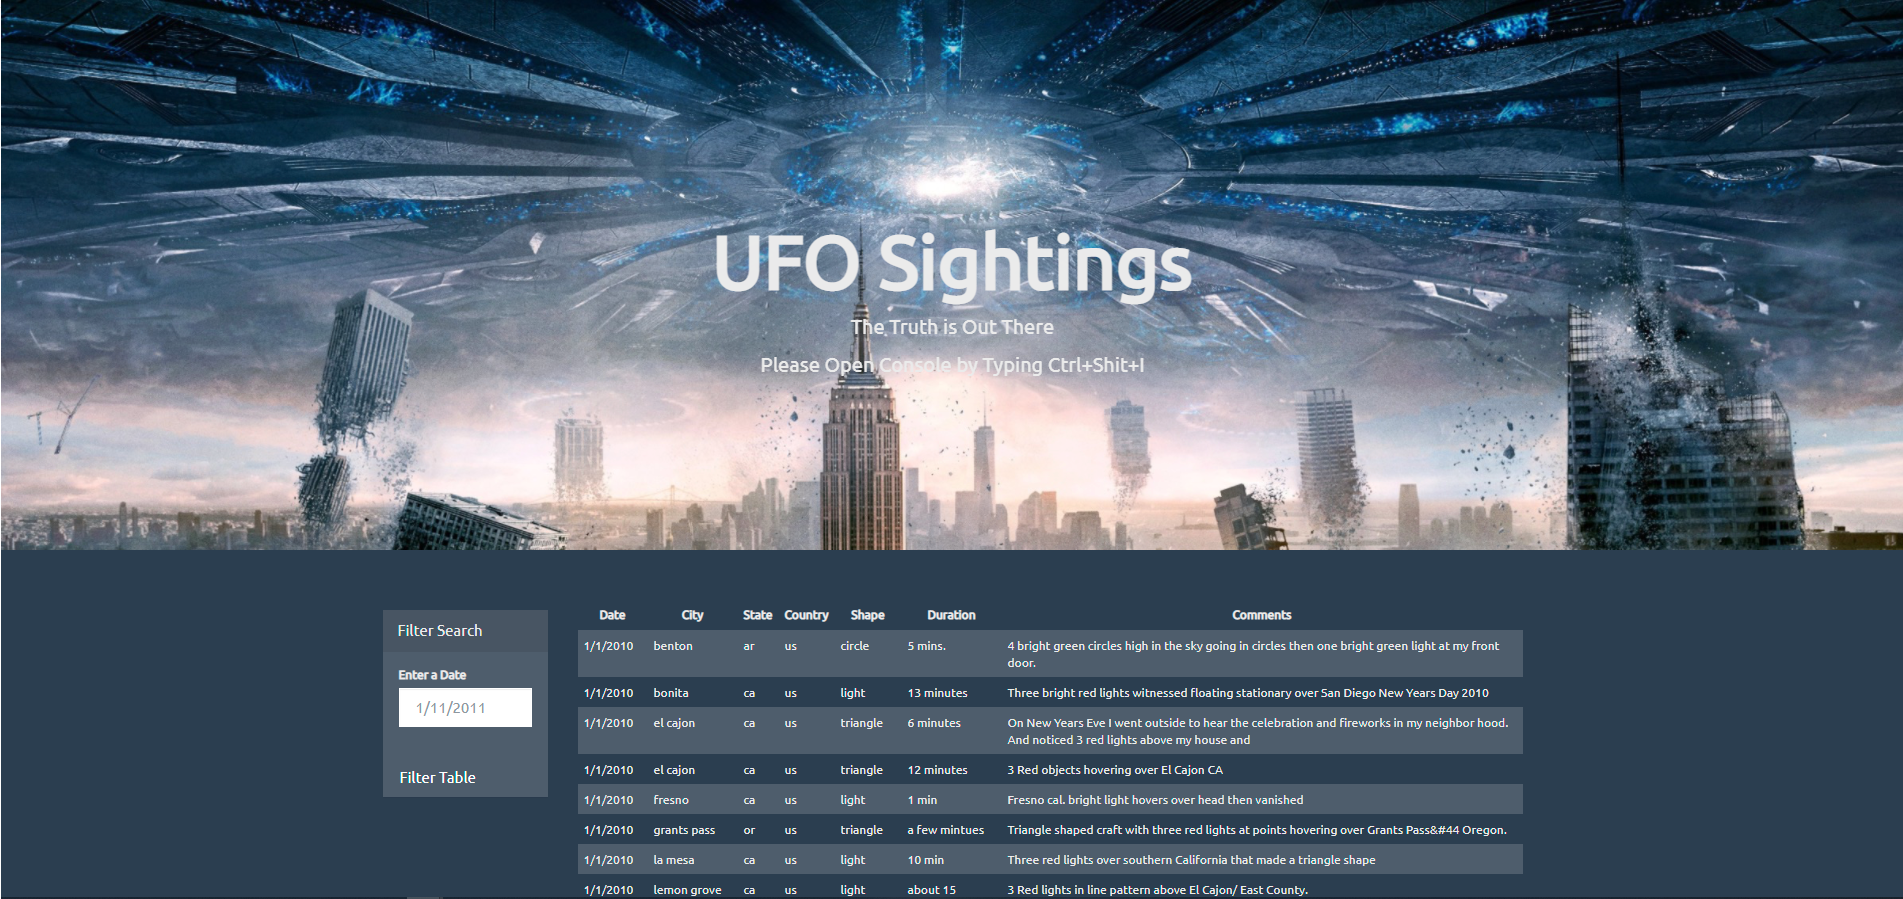 UFO Sightings
The Truth is Out There
Please Open Console by Typing Ctrl+Shit+I
Filter Search
Enter a Date
1/11/2011
Filter Table
Date City State Country Shape Duration Comments
1/1/2010 benton ar us circle 5 mins. 4 bright green circles high in the sky going in circles then one bright green light at my front
door.
1/1/2010 bonita ca us light 13 minutes Three bright red lights witnessed floating stationary over San Diego New Years Day 2010
1/1/2010 el cajon ca us triangle 6 minutes On New Years Eve I went outside to hear the celebration and fireworks in my neighbor hood.
And noticed 3 red lights above my house and
1/1/2010 el cajon ca us triangle 12 minutes 3 Red objects hovering over El Cajon CA
1/1/2010 fresno ca us light 1 min Fresno cal. bright light hovers over head then vanished
1/1/2010 grants pass or us triangle a few mintues Triangle shaped craft with three red lights at points hovering over Grants Pass&#44 Oregon.
1/1/2010 la mesa ca us light 10 min Three red lights over southern California that made a triangle shape
1/1/2010 lemon grove ca us light about 15 3 Red lights in line pattern above El Cajon/ East County.